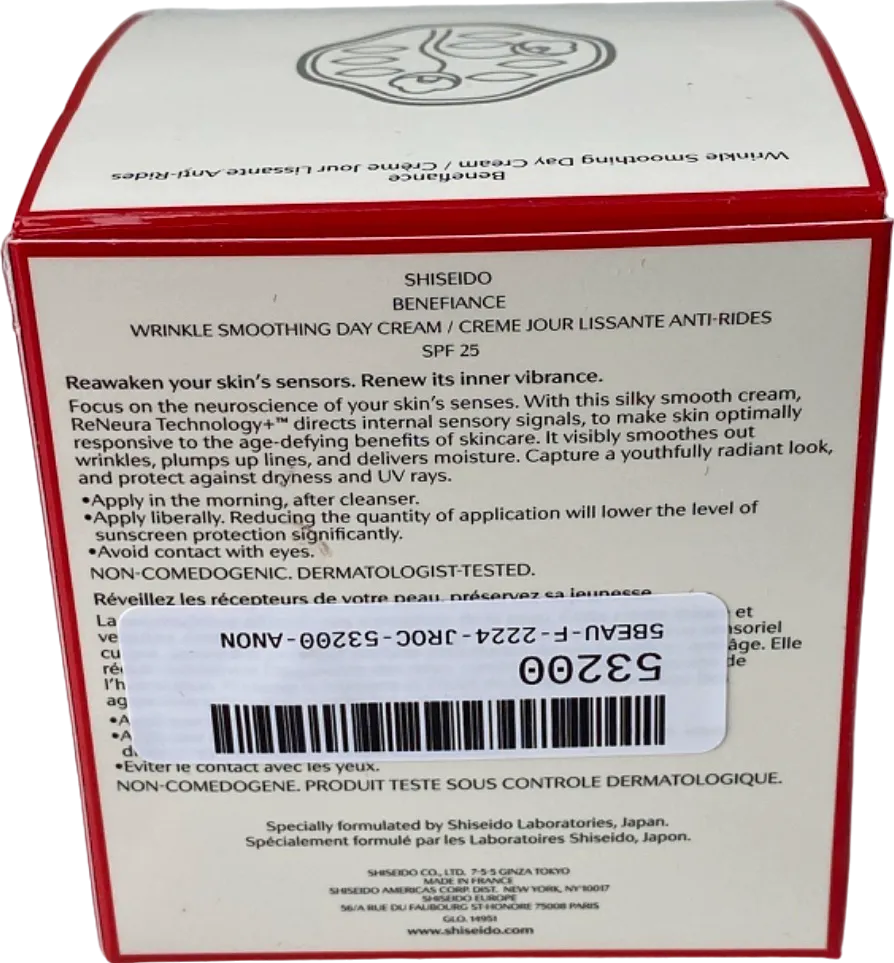 Wrinkle Smoothing Day Cream / Crème Jour Lissante Anti-Rides
Benefiance
SHISEIDO
BENEFIANCE
WRINKLE SMOOTHING DAY CREAM / CREME JOUR LISSANTE ANTI-RIDES
SPF 25
Reawaken your skin's sensors. Renew its inner vibrance.
Focus on the neuroscience of your skin's senses. With this silky smooth cream,
ReNeura Technology+™ directs internal sensory signals, to make skin optimally
responsive to the age-defying benefits of skincare. It visibly smoothes out
wrinkles, plumps up lines, and delivers moisture. Capture a youthfully radiant look,
and protect against dryness and UV rays.
•Apply in the morning, after cleanser.
•Apply liberally. Reducing the quantity of application will lower the level of
sunscreen protection significantly.
•Avoid contact with eyes.
NON-COMEDOGENIC. DERMATOLOGIST-TESTED.
Réveillez les récepteurs de votre peau, préservez sa jeunesse
La et
âge. Elle
53200
SBEAU-F-2224-JROC-53200-ANON
•Eviter le contact avec les yeux.
NON-COMEDOGENE. PRODUIT TESTE SOUS CONTROLE DERMATOLOGIQUE.
Specially formulated by Shiseido Laboratories, Japan.
Spécialement formulé par les Laboratoires Shiseido, Japon.
SHISEIDO CO., LTD. 7-5-5 GINZA TOKYO
MADE IN FRANCE
SHISEIDO AMERICAS CORP. DIST. NEW YORK, NY 10017
SHISEIDO EUROPE
56/A RUE DU FAUBOURG ST-HONORE 75008 PARIS
GLO. 14951
www.shiseido.com